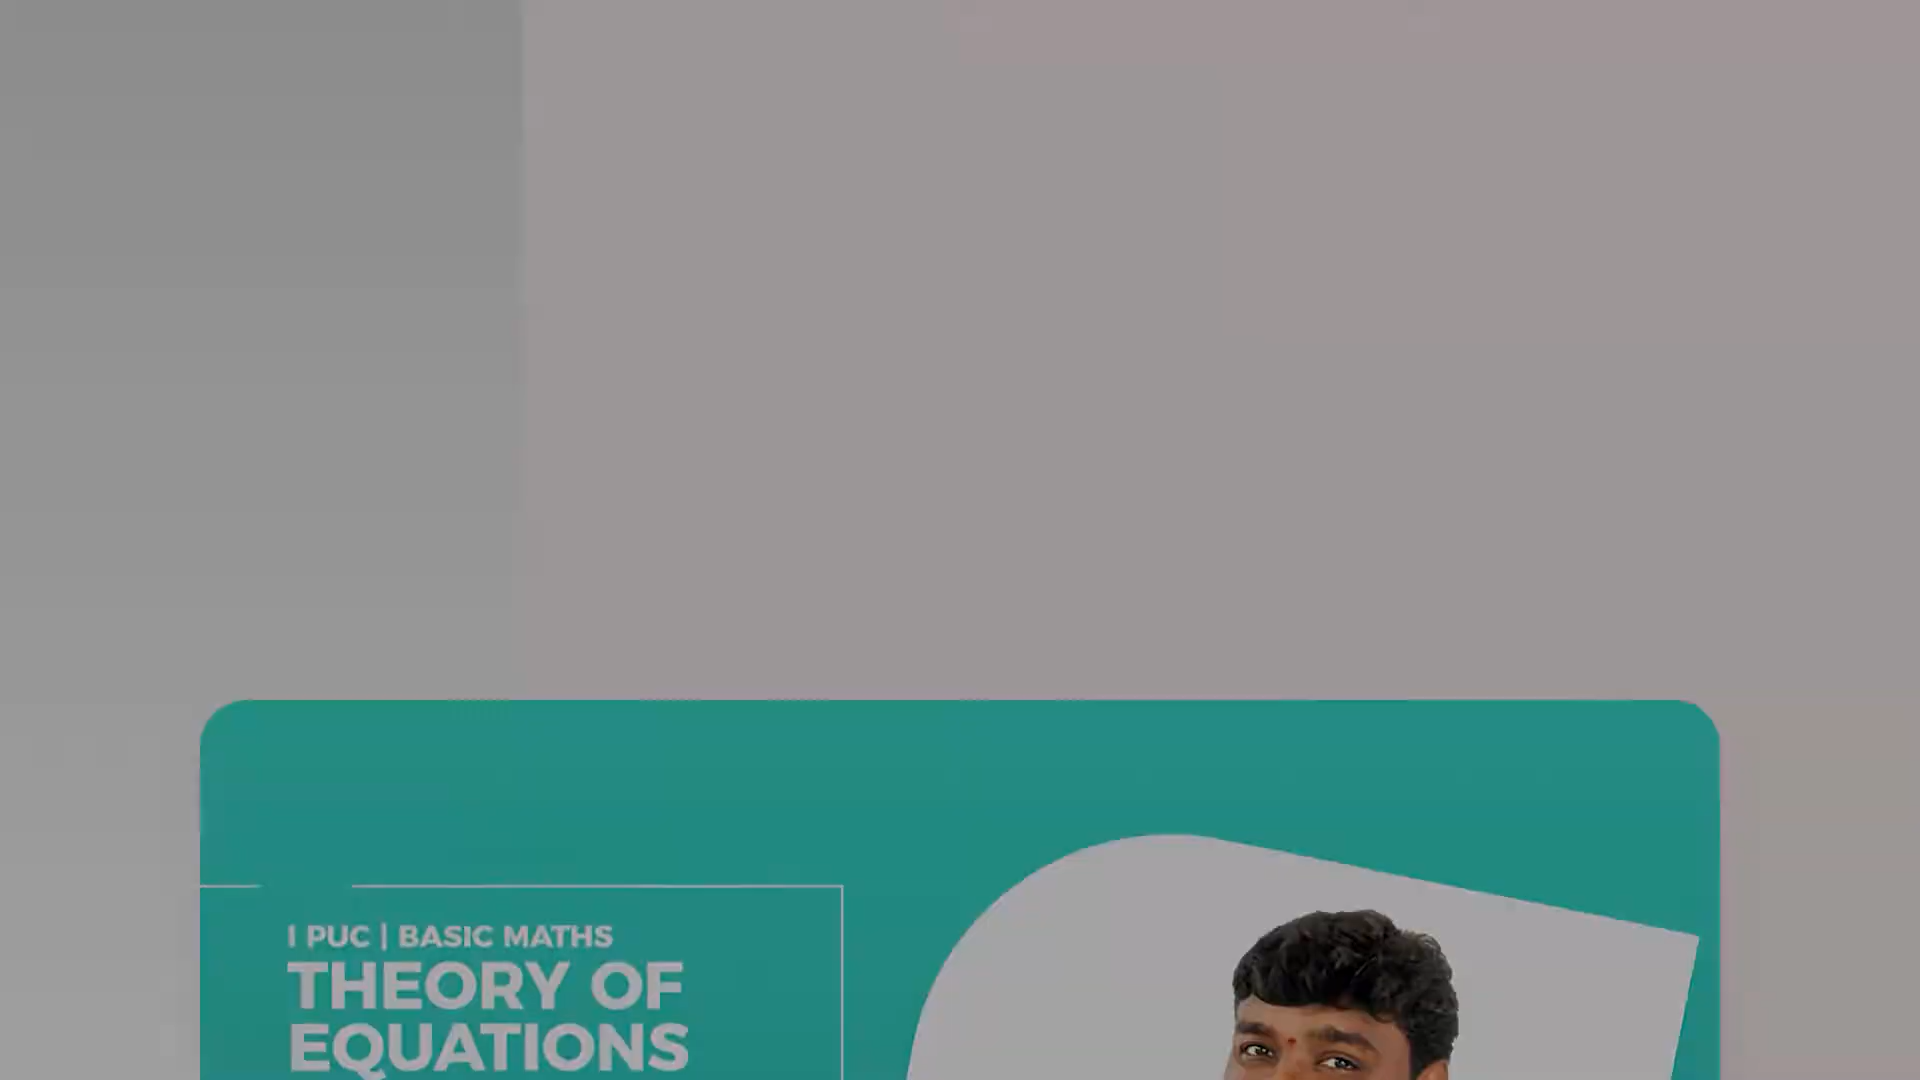 I PUC | BASIC MATHS
THEORY OF
EQUATIONS